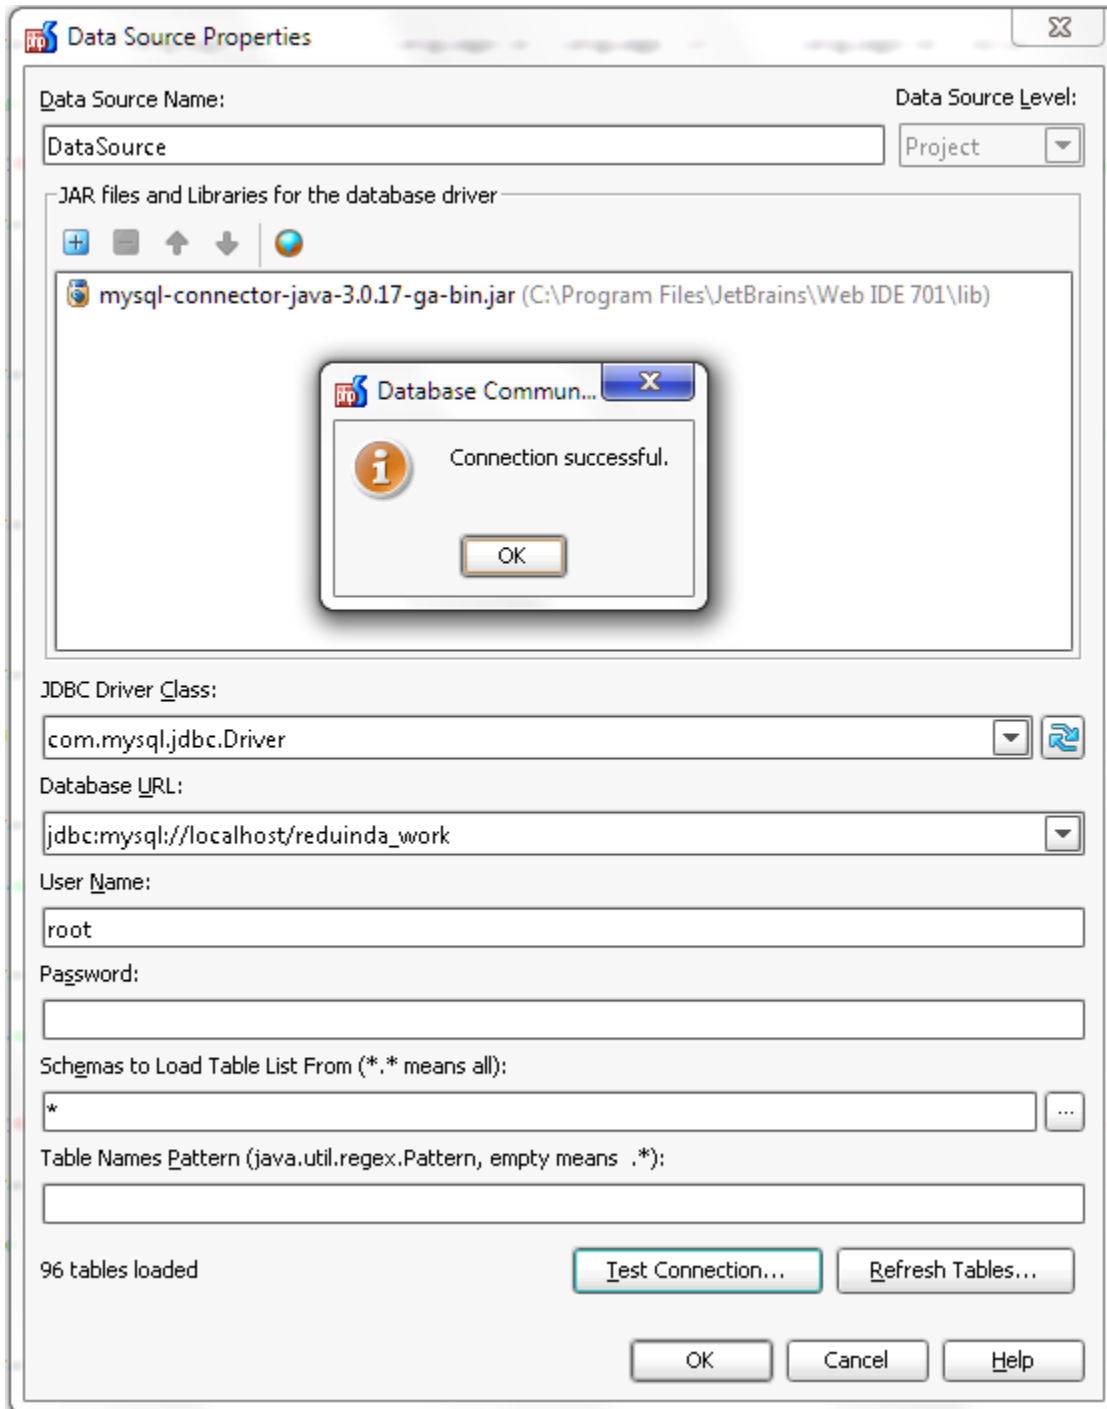 Data Source Properties
Data Source Name:
Data Source Level:
DataSource
Project
JAR files and Libraries for the database driver
mysql-connector-java-3.0.17-ga-bin.jar (C:\Program Files\JetBrains\Web IDE 701\lib)
Database Commun...
Connection successful.
OK
JDBC Driver Class:
com.mysql.jdbc.Driver
Database URL:
jdbc:mysql://localhost/reduinda_work
User Name:
root
Password:
Schemas to Load Table List From (*.* means all):
*
...
Table Names Pattern (java.util.regex.Pattern, empty means .*):
96 tables loaded
Test Connection...
Refresh Tables...
OK
Cancel
Help